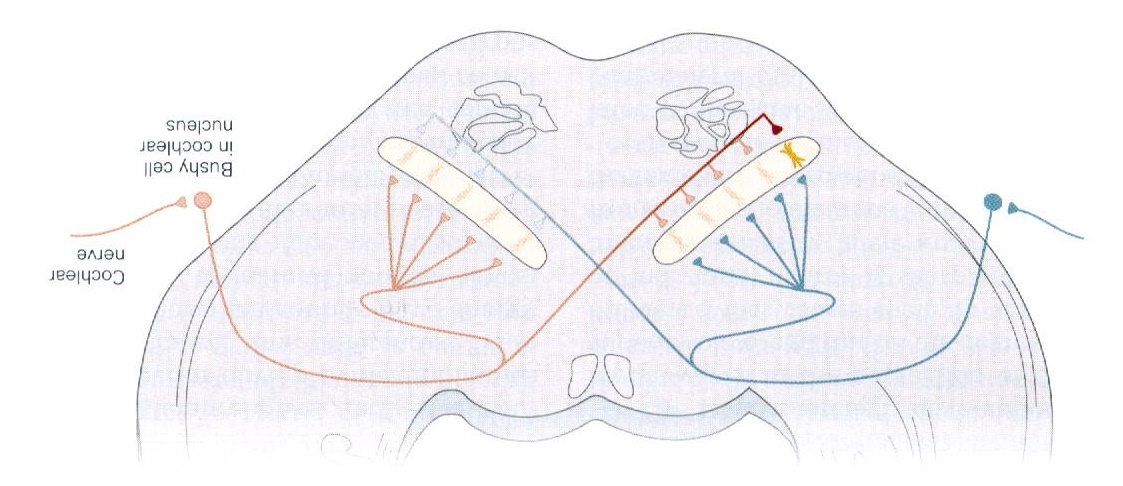 Cochlear
nerve
Bushy cell
in cochlear
nucleus